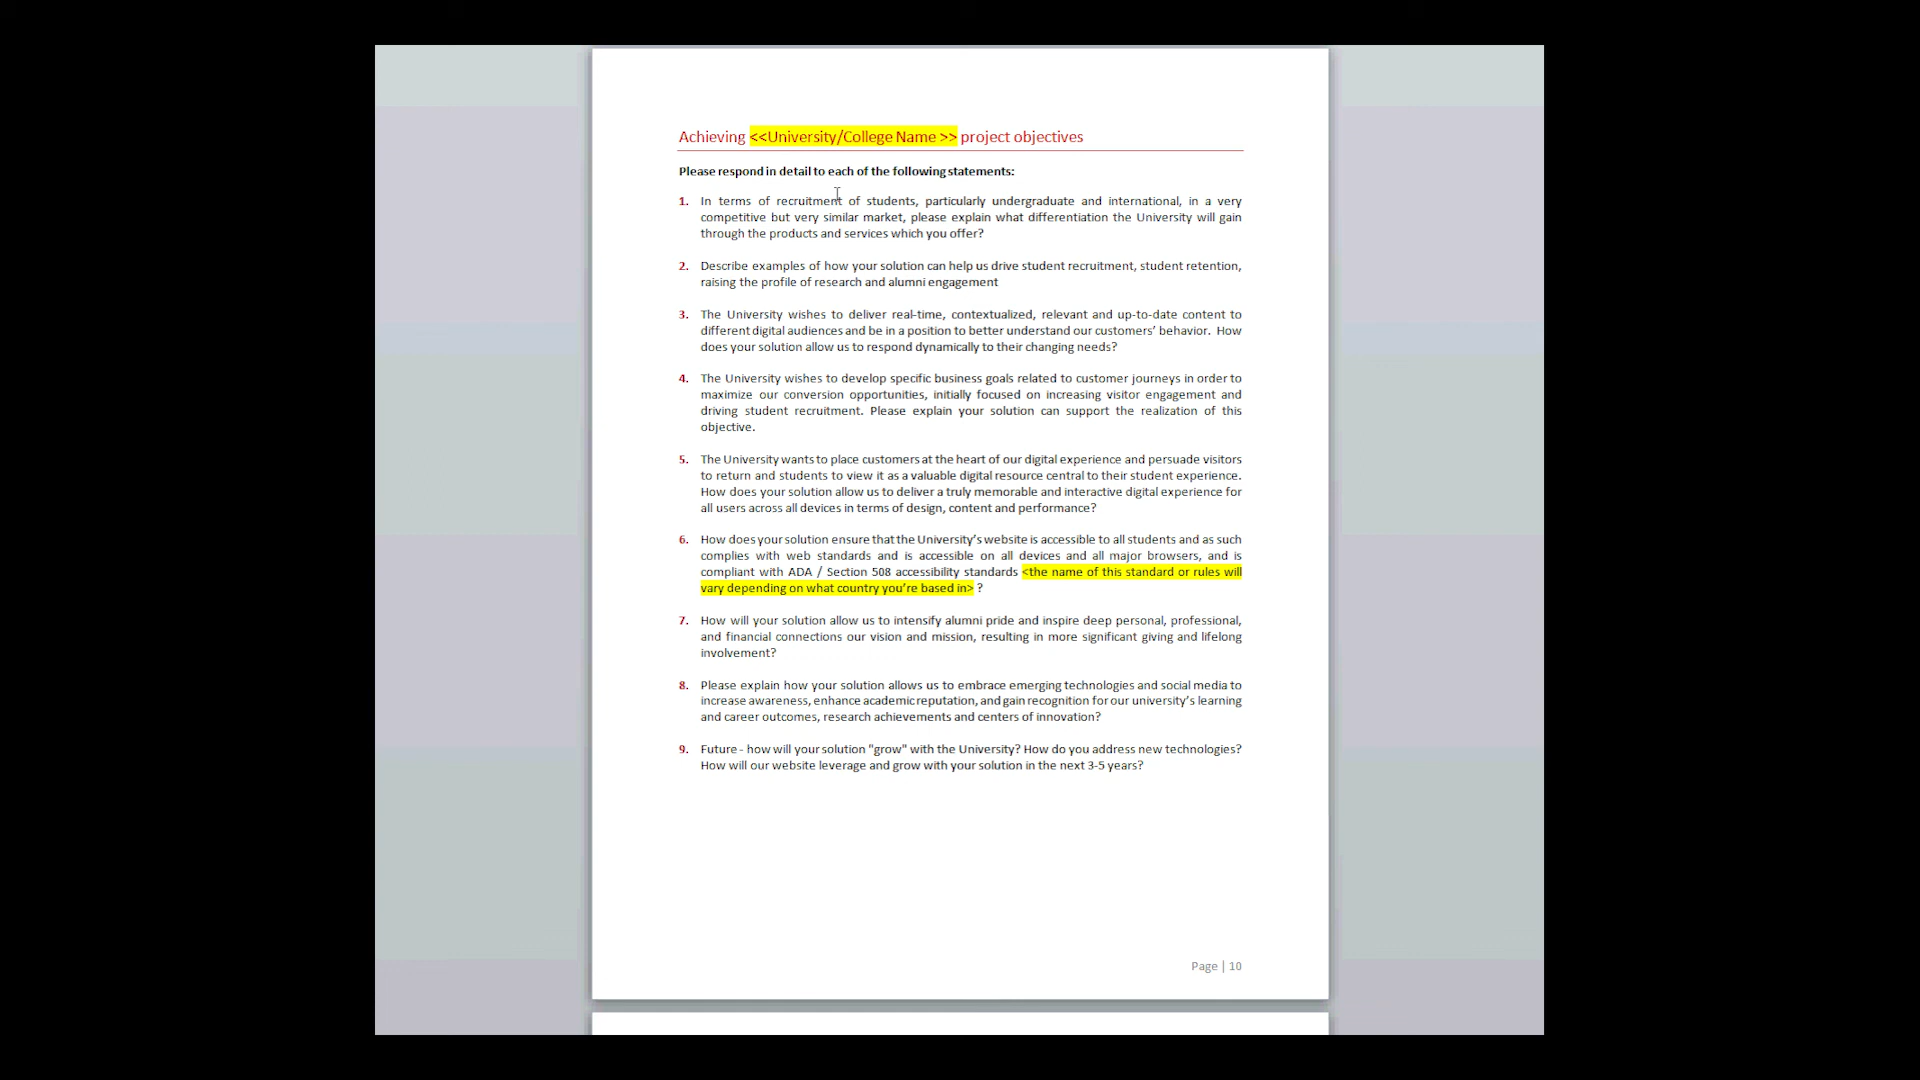 Achieving <<University/College Name >> project objectives
Please respond in detail to each of the following statements:
1. In terms of recruitment of students, particularly undergraduate and international, in a very
competitive but very similar market, please explain what differentiation the University will gain
through the products and services which you offer?
2. Describe examples of how your solution can help us drive student recruitment, student retention,
raising the profile of research and alumni engagement
3. The University wishes to deliver real-time, contextualized, relevant and up-to-date content to
different digital audiences and be in a position to better understand our customers’ behavior. How
does your solution allow us to respond dynamically to their changing needs?
4. The University wishes to develop specific business goals related to customer journeys in order to
maximize our conversion opportunities, initially focused on increasing visitor engagement and
driving student recruitment. Please explain your solution can support the realization of this
objective.
5. The University wants to place customers at the heart of our digital experience and persuade visitors
to return and students to view it as a valuable digital resource central to their student experience.
How does your solution allow us to deliver a truly memorable and interactive digital experience for
all users across all devices in terms of design, content and performance?
6. How does your solution ensure that the University’s website is accessible to all students and as such
complies with web standards and is accessible on all devices and all major browsers, and is
compliant with ADA / Section 508 accessibility standards <the name of this standard or rules will
vary depending on what country you’re based in> ?
7. How will your solution allow us to intensify alumni pride and inspire deep personal, professional,
and financial connections our vision and mission, resulting in more significant giving and lifelong
involvement?
8. Please explain how your solution allows us to embrace emerging technologies and social media to
increase awareness, enhance academic reputation, and gain recognition for our university’s learning
and career outcomes, research achievements and centers of innovation?
9. Future - how will your solution "grow" with the University? How do you address new technologies?
How will our website leverage and grow with your solution in the next 3-5 years?
Page | 10